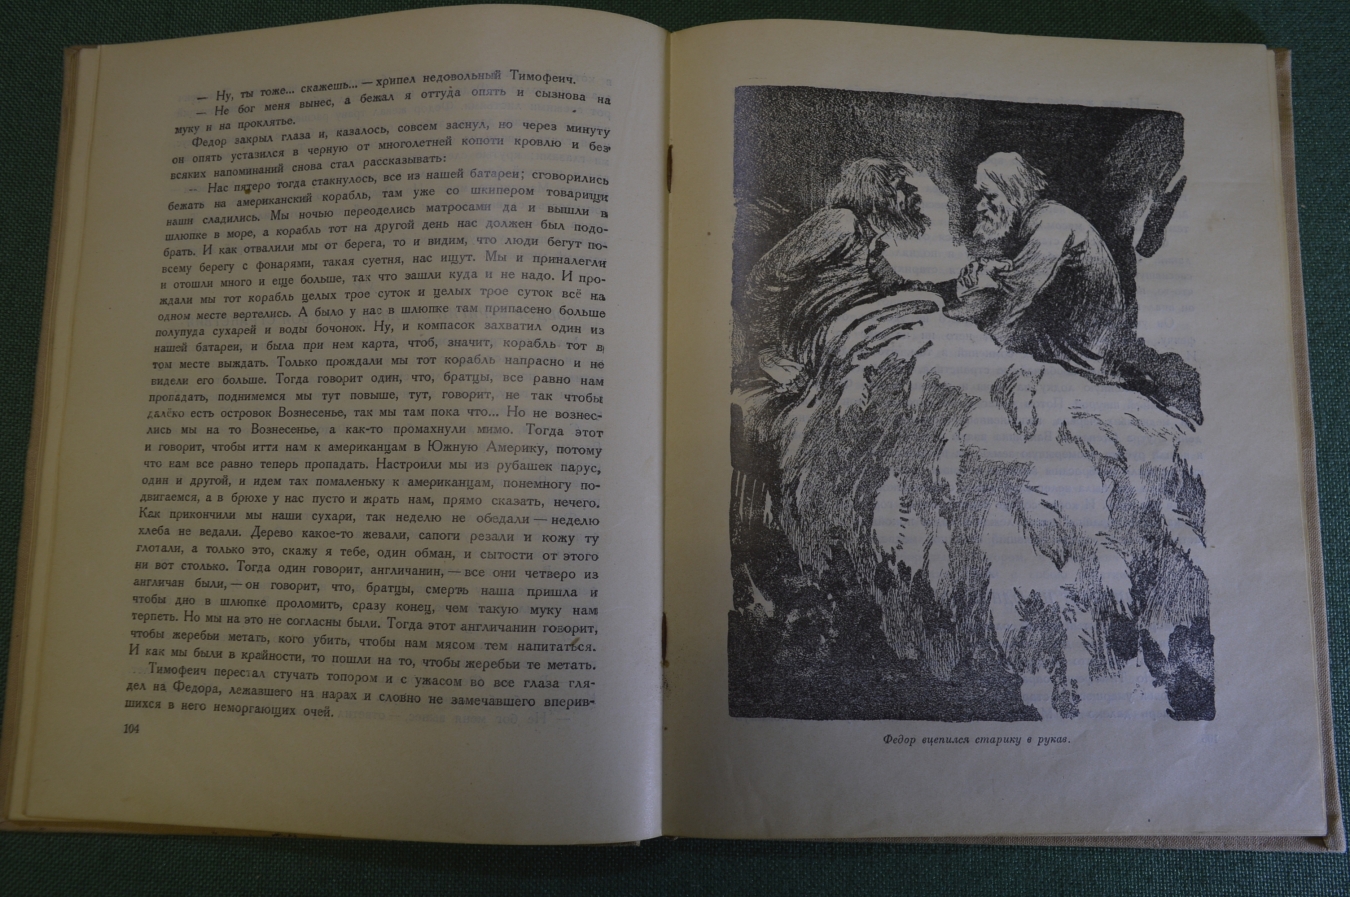 — Ну, ты тоже... скажешь... — хрипел недовольный Тимофеич.
— Не бог меня вынес, а бежал я оттуда опять и сызнова на
муку и на проклятье.
Федор закрыл глаза и, казалось, совсем заснул, но через минуту
он опять уставился в черную от многолетней копоти кровлю и без
всяких напоминаний снова стал рассказывать:
— Нас пятеро тогда стакнулось, все из нашей батареи; сговорились
бежать на американский корабль, там уже со шкипером товарищи
наши сладились. Мы ночью переоделись матросами да и вышли в
шлюпке в море, а корабль тот на другой день нас должен был подо-
брать. И как отвалили мы от берега, то и видим, что люди бегут по
всему берегу с фонарями, такая суетня, нас ищут. Мы и приналегли
и отошли много и еще больше, так что зашли куда и не надо. И про-
ждали мы тот корабль целых трое суток и целых трое суток всё на
одном месте вертелись. А было у нас в шлюпке там припасено больше
полупуда сухарей и воды бочонок. Ну, и компасок захватил один из
нашей батареи, и была при нем карта, чтоб, значит, корабль тот в
том месте выждать. Только прождали мы тот корабль напрасно и не
видели его больше. Тогда говорит один, что, братцы, все равно нам
пропадать, поднимемся мы тут повыше, тут, говорит, не так чтобы
далёко есть островок Вознесенье, так мы там пока что... Но не вознес-
лись мы на то Вознесенье, а как-то промахнули мимо. Тогда этот
и говорит, чтобы итти нам к американцам в Южную Америку, потому
что нам все равно теперь пропадать. Настроили мы из рубашек парус,
один и другой, и идем так помаленьку к американцам, понемногу по-
двигаемся, а в брюхе у нас пусто и жрать нам, прямо сказать, нечего.
Как прикончили мы наши сухари, так неделю не обедали — неделю
хлеба не ведали. Дерево какое-то жевали, сапоги резали и кожу ту
глотали, а только это, скажу я тебе, один обман, и сытости от этого
ни вот столько. Тогда один говорит, англичанин, — все они четверо из
англичан были, — он говорит, что, братцы, смерть наша пришла и
чтобы дно в шлюпке проломить, сразу конец, чем такую муку нам
терпеть. Но мы на это не согласны были. Тогда этот англичанин говорит,
чтобы жеребьи метать, кого убить, чтобы нам мясом тем напитаться.
И как мы были в крайности, то пошли на то, чтобы жеребьи те метать.
Тимофеич перестал стучать топором и с ужасом во все глаза гля-
дел на Федора, лежавшего на нарах и словно не замечавшего вперив-
шихся в него неморгающих очей.
104
Федор вцепился старику в рукав.